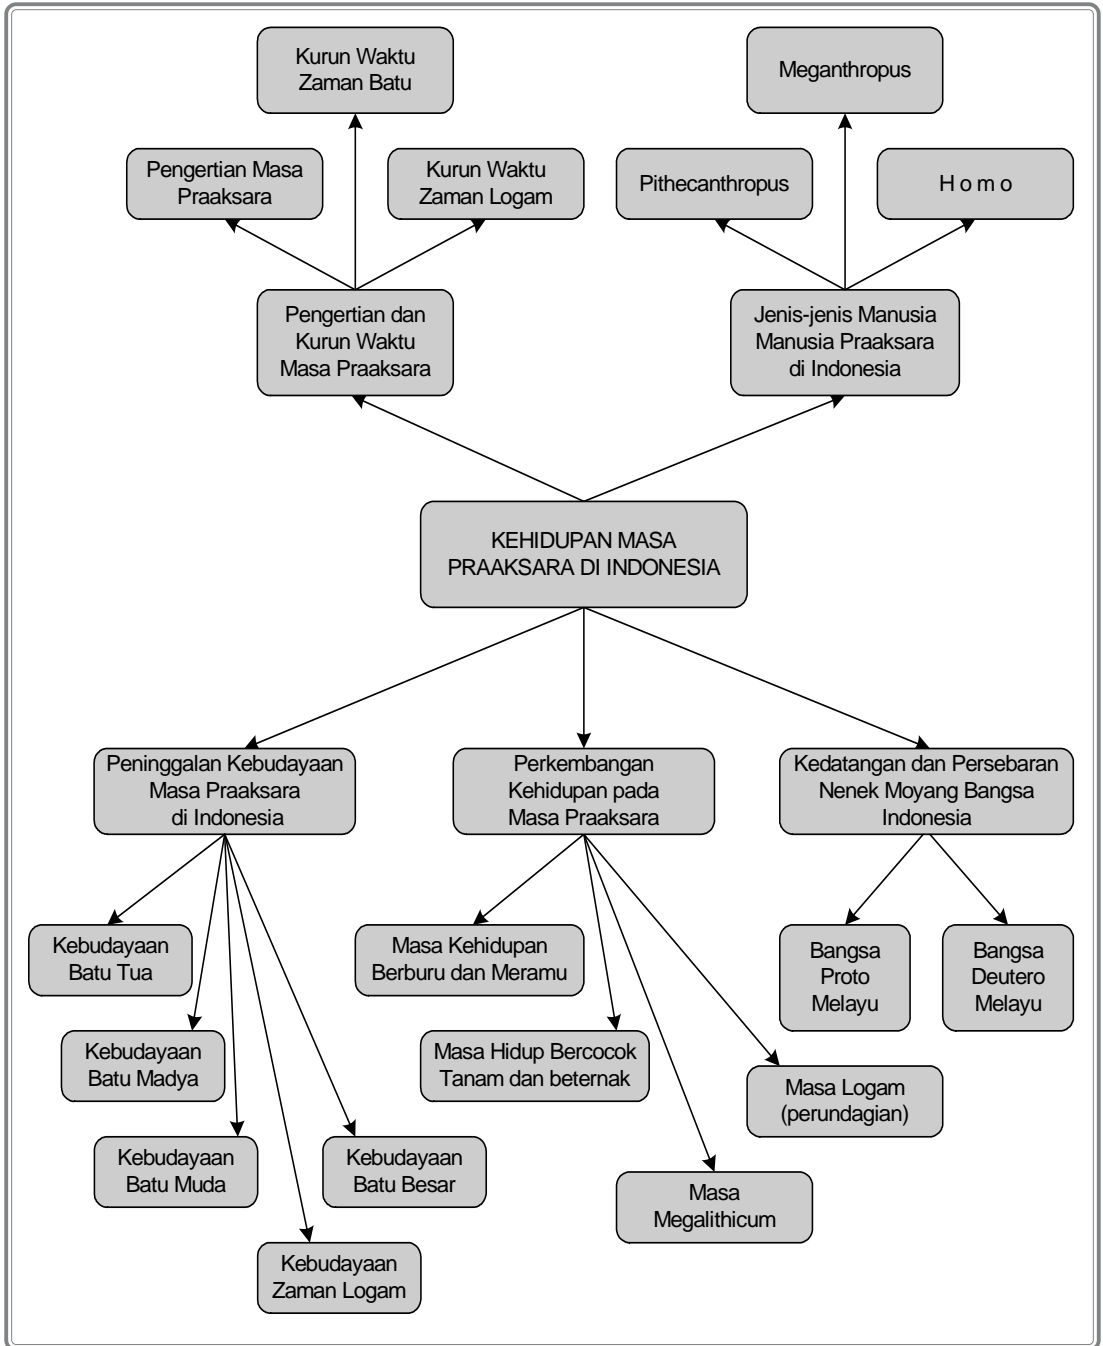 Kurun Waktu
Zaman Batu
Meganthropus
Pengertian Masa
Praaksara
Kurun Waktu
Zaman Logam
Pithecanthropus
H o m o
Pengertian dan
Kurun Waktu
Masa Praaksara
Jenis-jenis Manusia
Manusia Praaksara
di Indonesia
KEHIDUPAN MASA
PRAAKSARA DI INDONESIA
Peninggalan Kebudayaan
Masa Praaksara
di Indonesia
Perkembangan
Kehidupan pada
Masa Praaksara
Kedatangan dan Persebaran
Nenek Moyang Bangsa
Indonesia
Kebudayaan
Batu Tua
Masa Kehidupan
Berburu dan Meramu
Bangsa
Proto
Melayu
Bangsa
Deutero
Melayu
Kebudayaan
Batu Madya
Masa Hidup Bercocok
Tanam dan beternak
Masa Logam
(perundagian)
Kebudayaan
Batu Muda
Kebudayaan
Batu Besar
Masa
Megalithicum
Kebudayaan
Zaman Logam